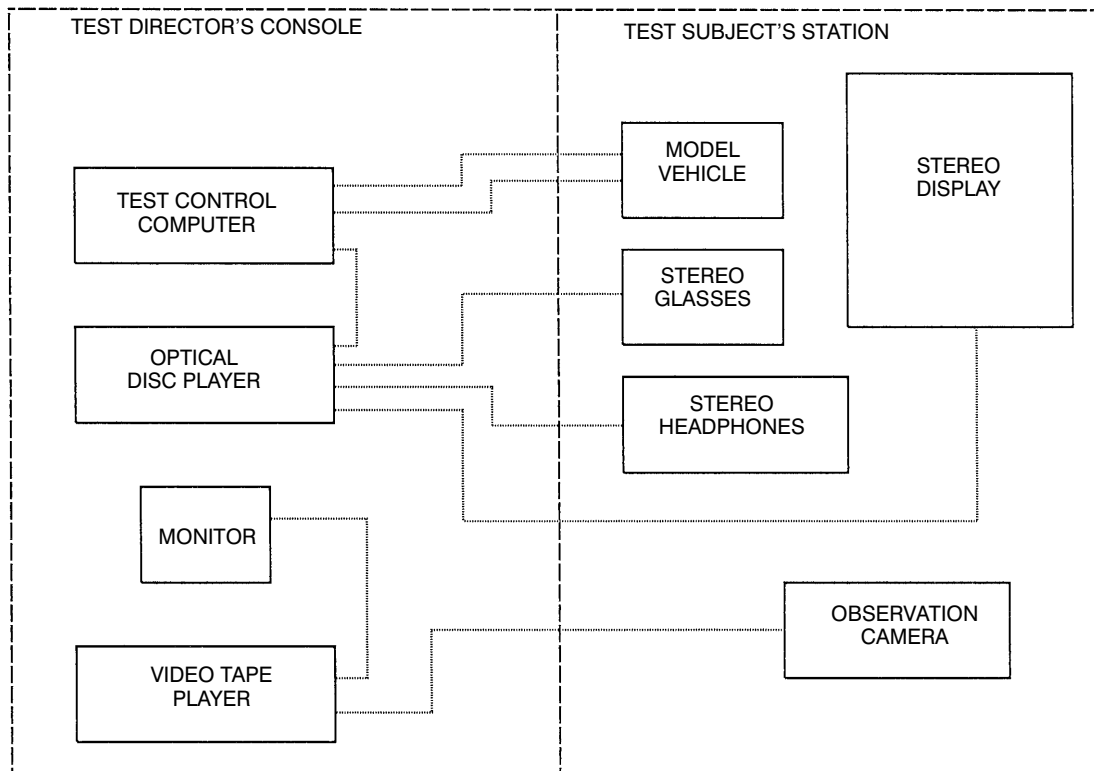 TEST DIRECTOR’S CONSOLE
TEST SUBJECT’S STATION
MODEL
VEHICLE
STEREO
DISPLAY
TEST CONTROL
COMPUTER
STEREO
GLASSES
OPTICAL
DISC PLAYER
STEREO
HEADPHONES
MONITOR
OBSERVATION
CAMERA
VIDEO TAPE
PLAYER